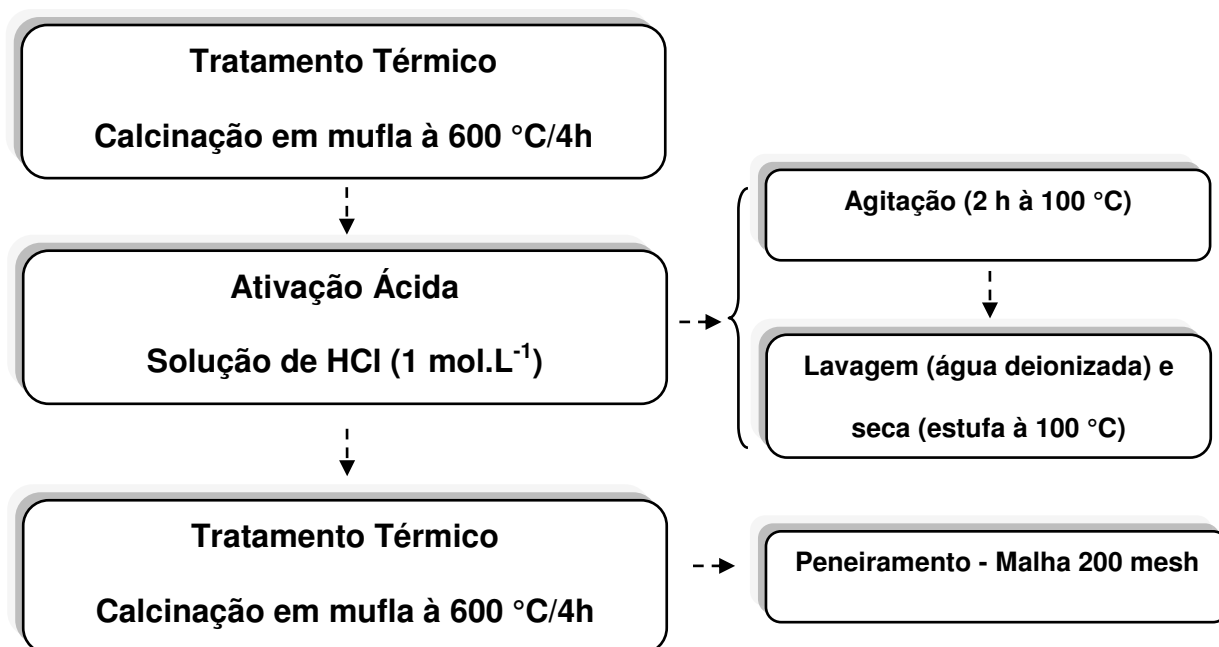 Tratamento Térmico
Calcinação em mufla à 600 °C/4h
Ativação Ácida
Solução de HCl (1 mol.L⁻¹)
Agitação (2 h à 100 °C)
Lavagem (água deionizada) e
seca (estufa à 100 °C)
Tratamento Térmico
Calcinação em mufla à 600 °C/4h
Peneiramento - Malha 200 mesh